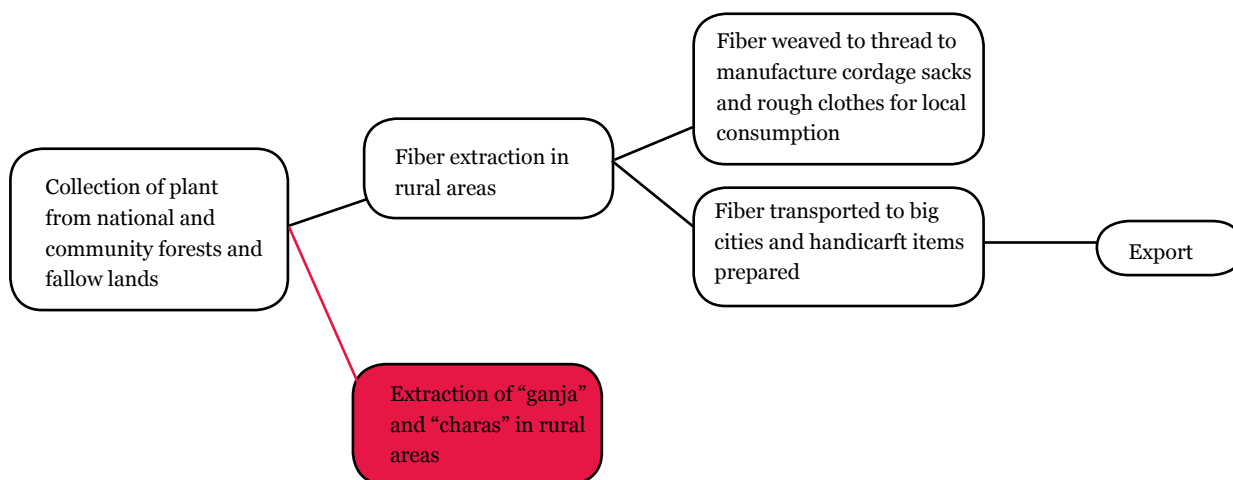 Collection of plant
from national and
community forests and
fallow lands
Fiber extraction in
rural areas
Fiber weaved to thread to
manufacture cordage sacks
and rough clothes for local
consumption
Fiber transported to big
cities and handicarft items
prepared
Export
Extraction of “ganja”
and “charas” in rural
areas